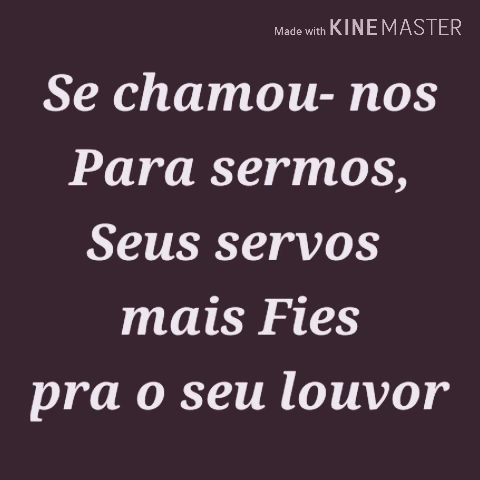 Made with KINEMASTER
Se chamou- nos
Para sermos,
Seus servos
mais Fies
pra o seu louvor